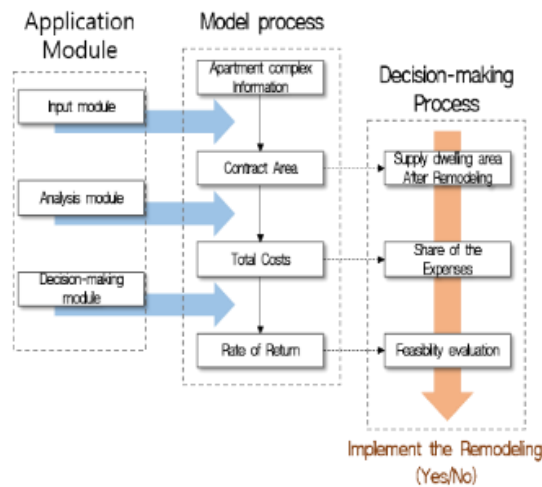 Application
Module
Input module
Analysis module
Decision-making
module
Model process
Apartment complex
Information
Contract Area
Total Costs
Rate of Return
Decision-making
Process
Supply dwelling area
After Remodeling
Share of the
Expenses
Feasibility evaluation
Implement the Remodeling
(Yes/No)